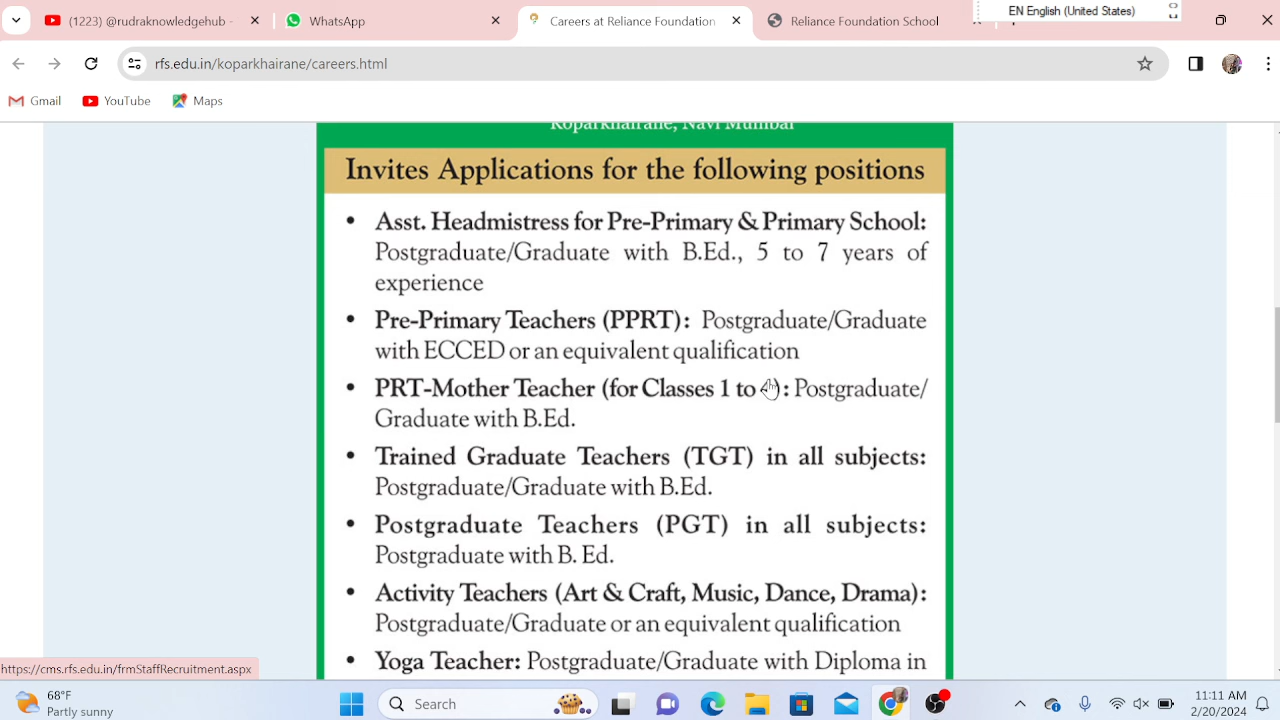 (1223) @rudraknowledgehub -
WhatsApp
Careers at Reliance Foundation
Reliance Foundation School
EN English (United States)
rfs.edu.in/koparkhairane/careers.html
Gmail
YouTube
Maps
Koparkhairane, Navi Mumbai
Invites Applications for the following positions
• Asst. Headmistress for Pre-Primary & Primary School:
Postgraduate/Graduate with B.Ed., 5 to 7 years of
experience
• Pre-Primary Teachers (PPRT): Postgraduate/Graduate
with ECCED or an equivalent qualification
• PRT-Mother Teacher (for Classes 1 to ): Postgraduate/
Graduate with B.Ed.
• Trained Graduate Teachers (TGT) in all subjects:
Postgraduate/Graduate with B.Ed.
• Postgraduate Teachers (PGT) in all subjects:
Postgraduate with B. Ed.
• Activity Teachers (Art & Craft, Music, Dance, Drama):
Postgraduate/Graduate or an equivalent qualification
• Yoga Teacher: Postgraduate/Graduate with Diploma in
https://cms.rfs.edu.in/frmStaffRecruitment.aspx
68°F
Partly sunny
Search
11:11 AM
2/20/2024